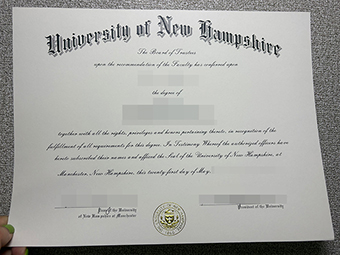 University of New Hampshire
The Board of Trustees
upon the recommendation of the Faculty has conferred upon
the degree of
together with all the rights, privileges and honors pertaining thereto, in recognition of the
fulfillment of all requirements for this degree. In Testimony Whereof the authorized officers have
hereto subscribed their names and affixed the Seal of the University of New Hampshire, at
Manchester, New Hampshire, this twenty-first day of May,
of the University
of New Hampshire at Manchester
President of the University